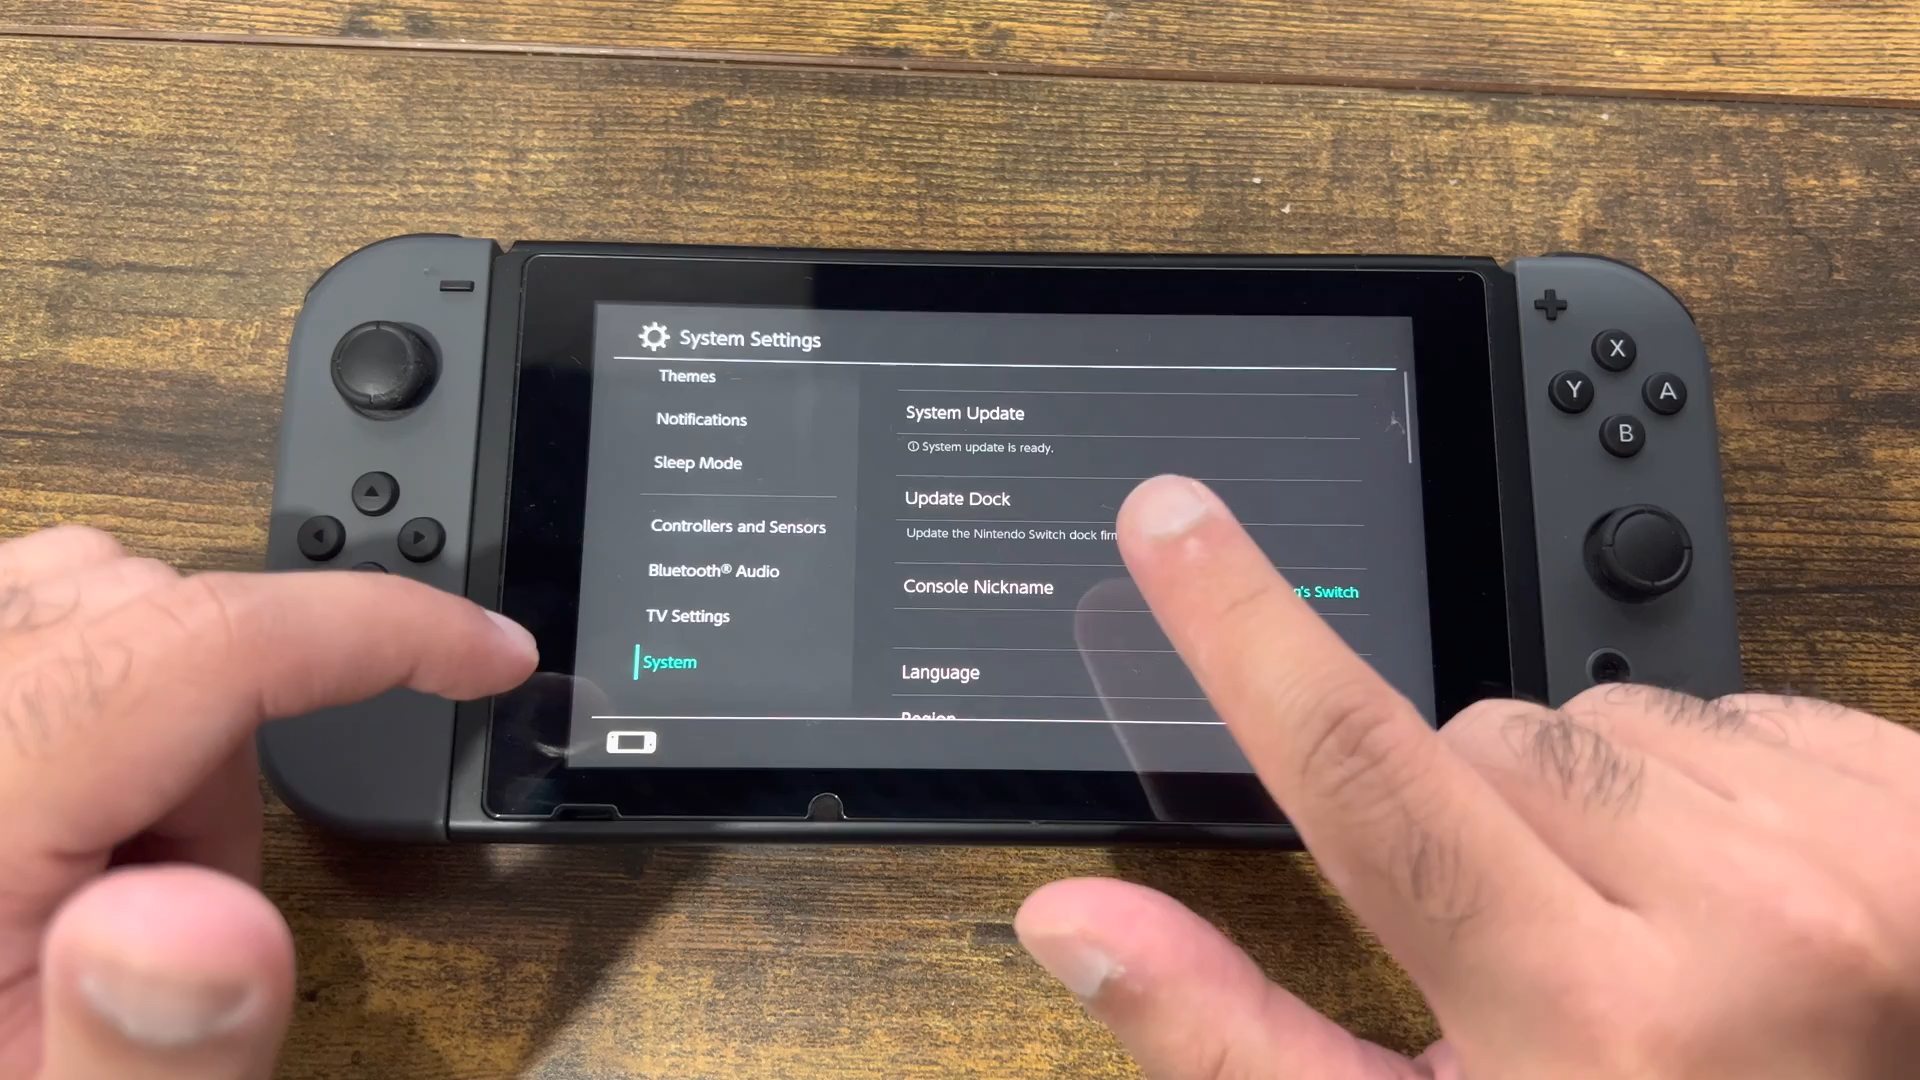 System Settings
Themes
Notifications
Sleep Mode
Controllers and Sensors
Bluetooth® Audio
TV Settings
System
System Update
System update is ready.
Update Dock
Update the Nintendo Switch dock
Console Nickname
's Switch
Language
Region
X
Y
A
B